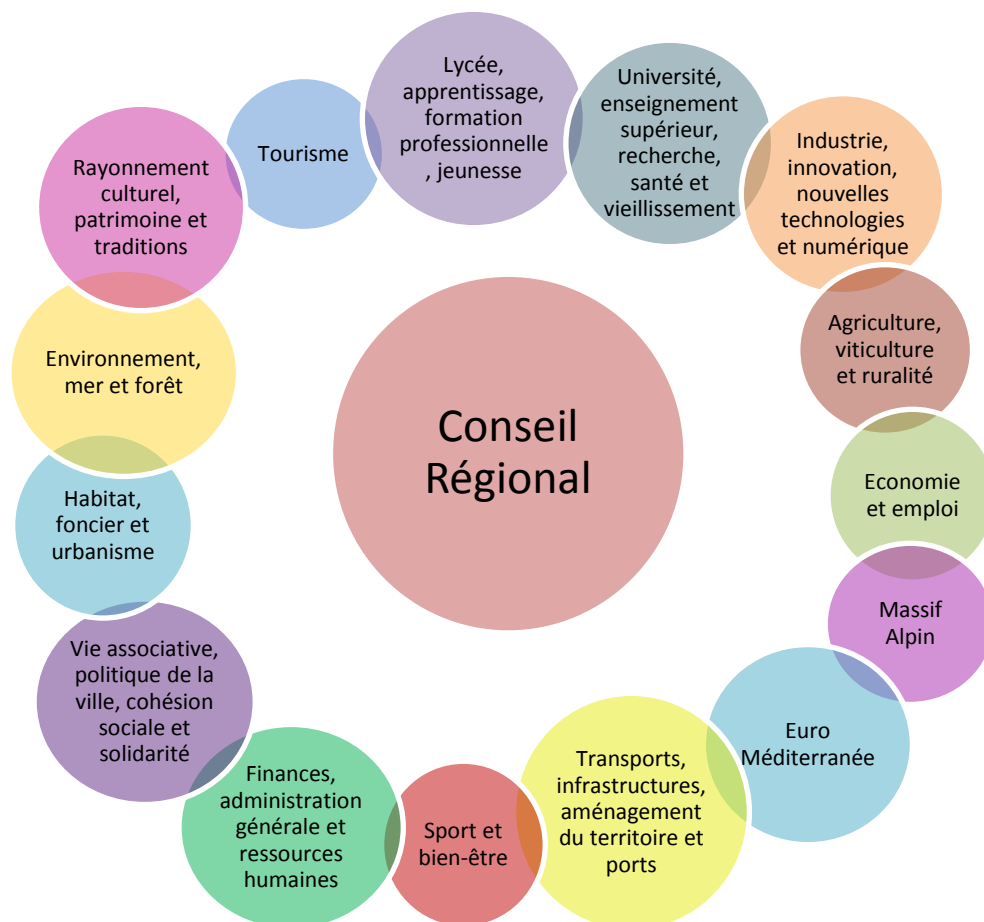 Lycée,
apprentissage,
formation
professionnelle
, jeunesse
Université,
enseignement
supérieur,
recherche,
santé et
vieillissement
Industrie,
innovation,
nouvelles
technologies
et numérique
Agriculture,
viticulture
et ruralité
Economie
et emploi
Massif
Alpin
Euro
Méditerranée
Transports,
infrastructures,
aménagement
du territoire et
ports
Sport et
bien-être
Finances,
administration
générale et
ressources
humaines
Vie associative,
politique de la
ville, cohésion
sociale et
solidarité
Habitat,
foncier et
urbanisme
Environnement,
mer et forêt
Rayonnement
culturel,
patrimoine et
traditions
Tourisme
Conseil
Régional